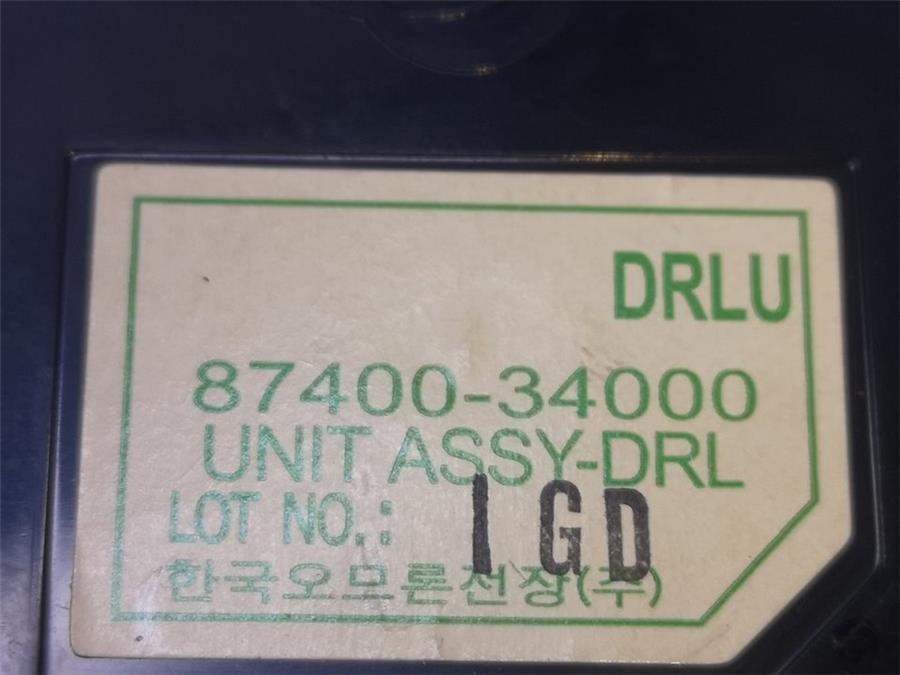 DRLU
87400-34000
UNIT ASSY-DRL
LOT NO.: IGD
한국오므론전장(주)